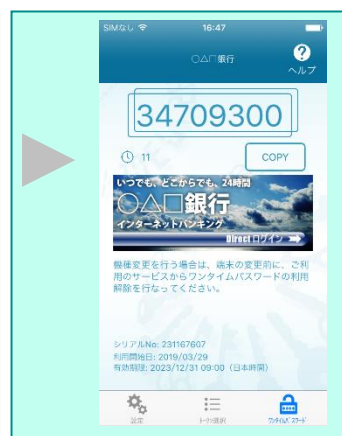 SIMなし 16:47
○△□銀行
?
ヘルプ
34709300
11
COPY
いつでも、どこからでも、24時間
○△□銀行
インターネットバンキング
Directログイン
機種変更を行う場合は、端末の変更前に、ご利
用のサービスからワンタイムパスワードの利用
解除を行なってください。
シリアルNo: 231167607
利用開始日: 2019/03/29
有効期限: 2023/12/31 09:00（日本時間）
設定
トークン選択
ワンタイムパスワード